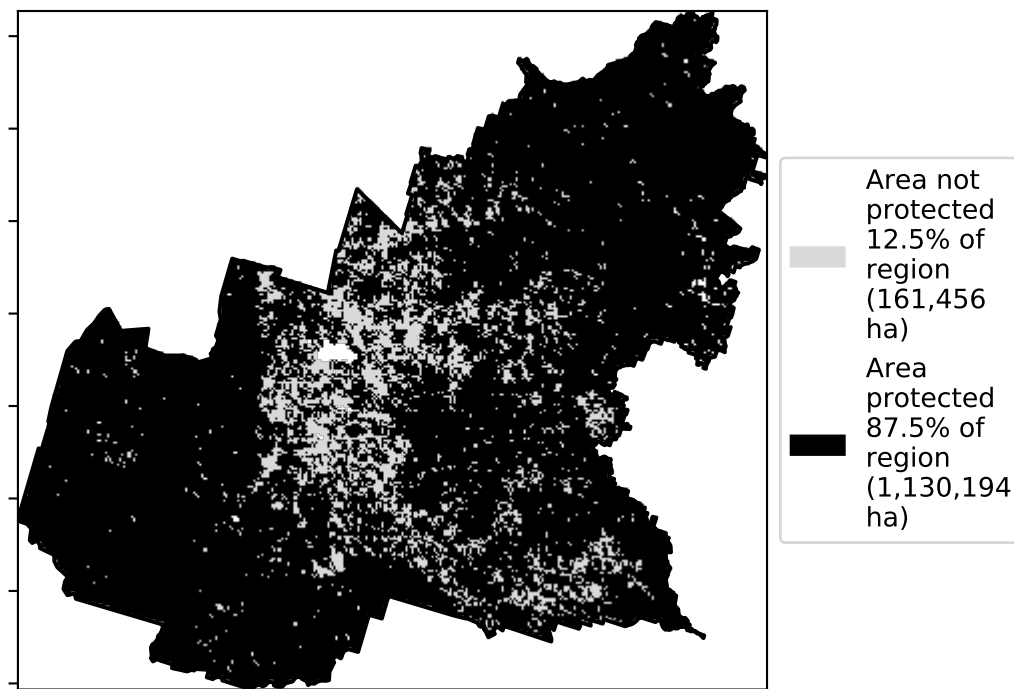 Area not
protected
12.5% of
region
(161,456
ha)
Area
protected
87.5% of
region
(1,130,194
ha)